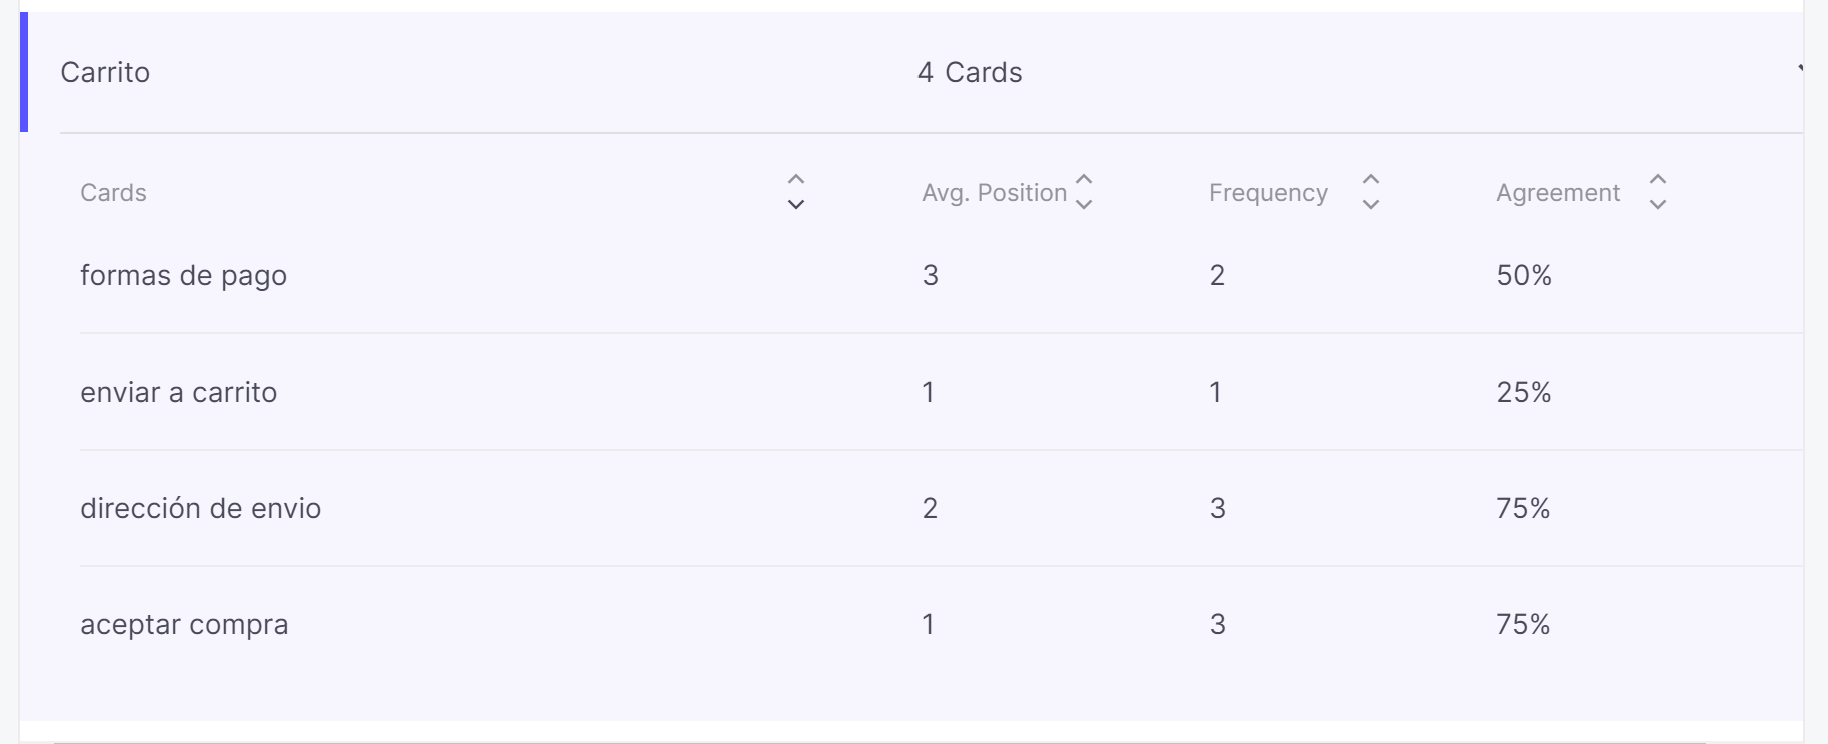 Carrito 4 Cards
Cards Avg. Position Frequency Agreement
formas de pago 3 2 50%
enviar a carrito 1 1 25%
dirección de envio 2 3 75%
aceptar compra 1 3 75%